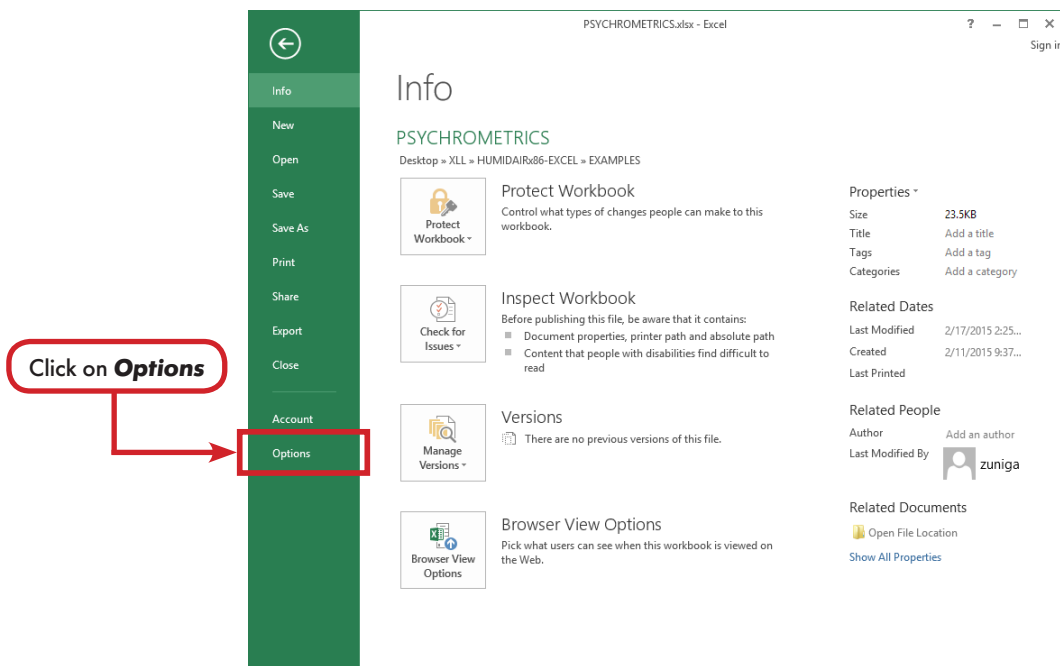 PSYCHROMETRICS.xlsx - Excel
?
Sign in
Info
New
Open
Save
Save As
Print
Share
Export
Close
Account
Options
Click on Options
Info
PSYCHROMETRICS
Desktop » XLL » HUMIDAIRx86-EXCEL » EXAMPLES
Protect
Workbook
Protect Workbook
Control what types of changes people can make to this
workbook.
Check for
Issues
Inspect Workbook
Before publishing this file, be aware that it contains:
Document properties, printer path and absolute path
Content that people with disabilities find difficult to
read
Manage
Versions
Versions
There are no previous versions of this file.
Browser View
Options
Browser View Options
Pick what users can see when this workbook is viewed on
the Web.
Properties
Size 23.5KB
Title Add a title
Tags Add a tag
Categories Add a category
Related Dates
Last Modified 2/17/2015 2:25...
Created 2/11/2015 9:37...
Last Printed
Related People
Author Add an author
Last Modified By zuniga
Related Documents
Open File Location
Show All Properties